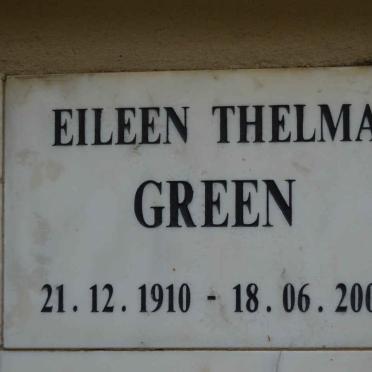 EILEEN THELMA
GREEN
21.12.1910 - 18.06.200